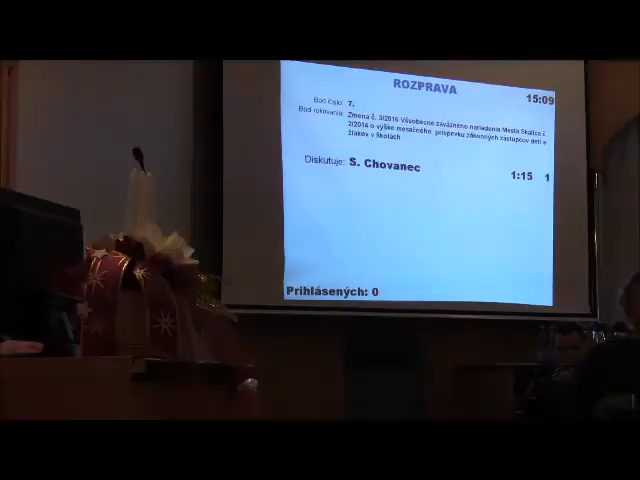 ROZPRAVA
15:09
Bod číslo: 7.
Bod rokovania: Zmena č. 3/2016 Všeobecne záväzného nariadenia Mesta Skalica č.
2/2014 o výške mesačného príspevku zákonných zástupcov detí a
žiakov v školách
Diskutuje: S. Chovanec 1:15 1
Prihlásených: 0